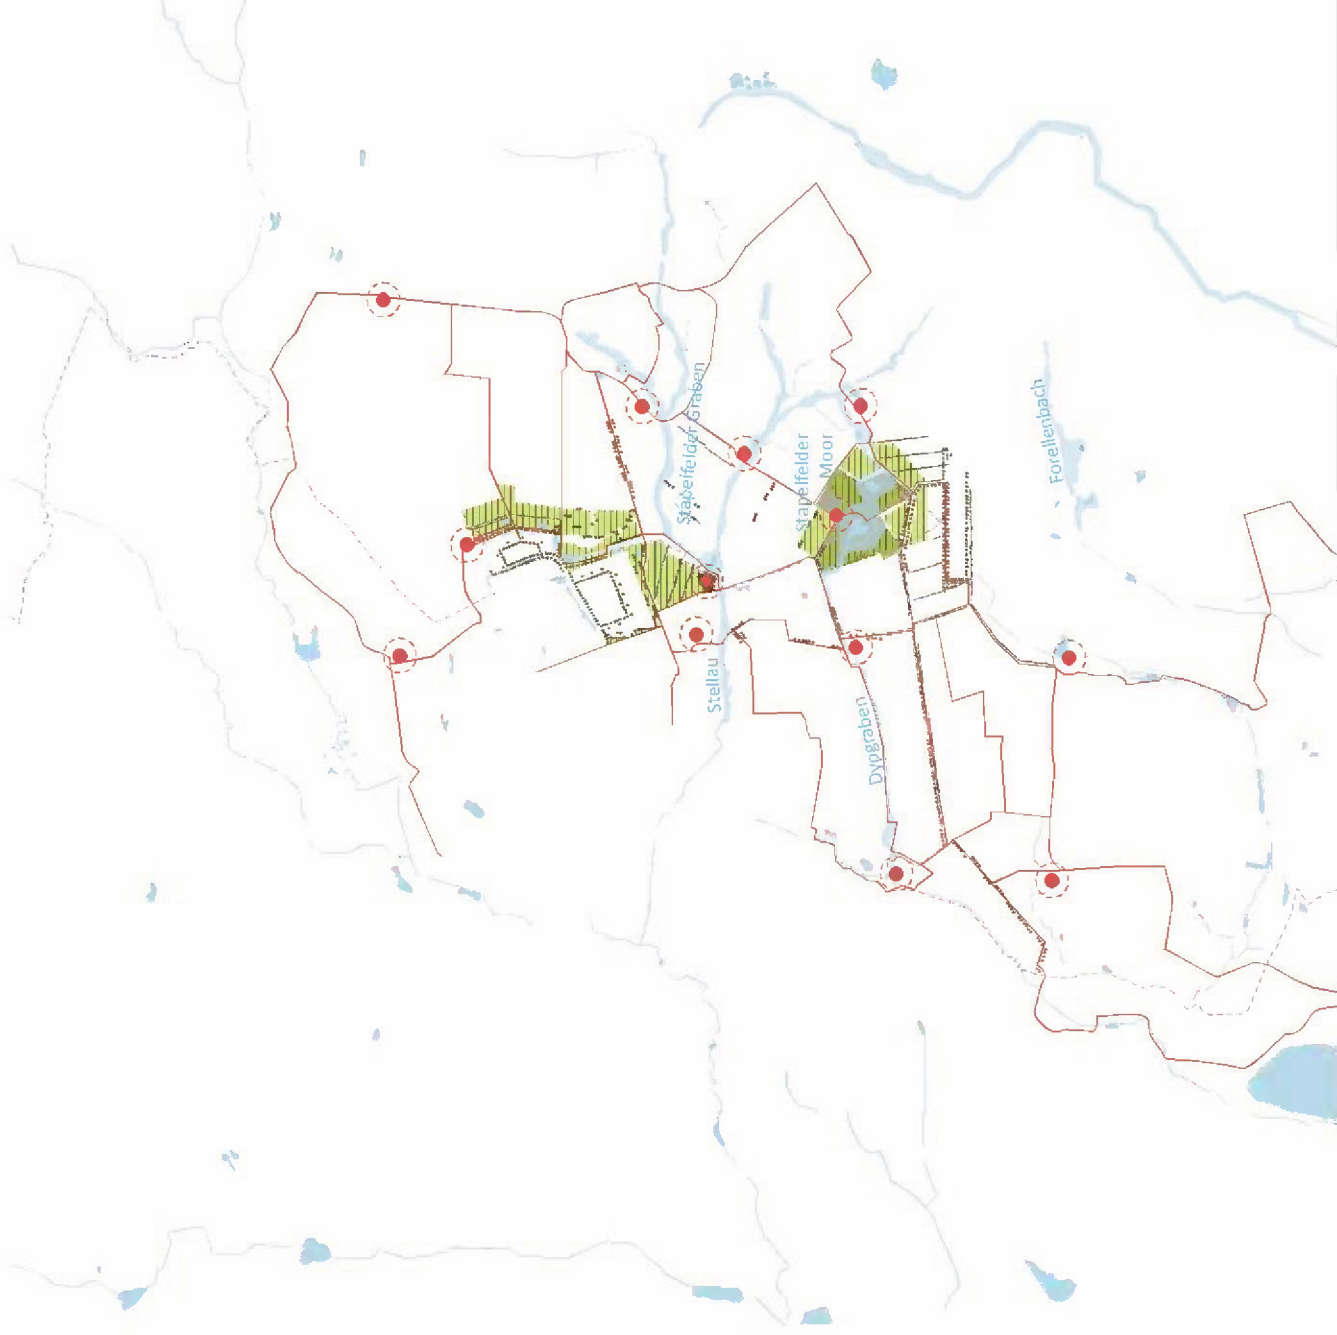 Stapelfelder Graben
Stapelfelder
Moor
Forellenbach
Stellau
Dypgraben